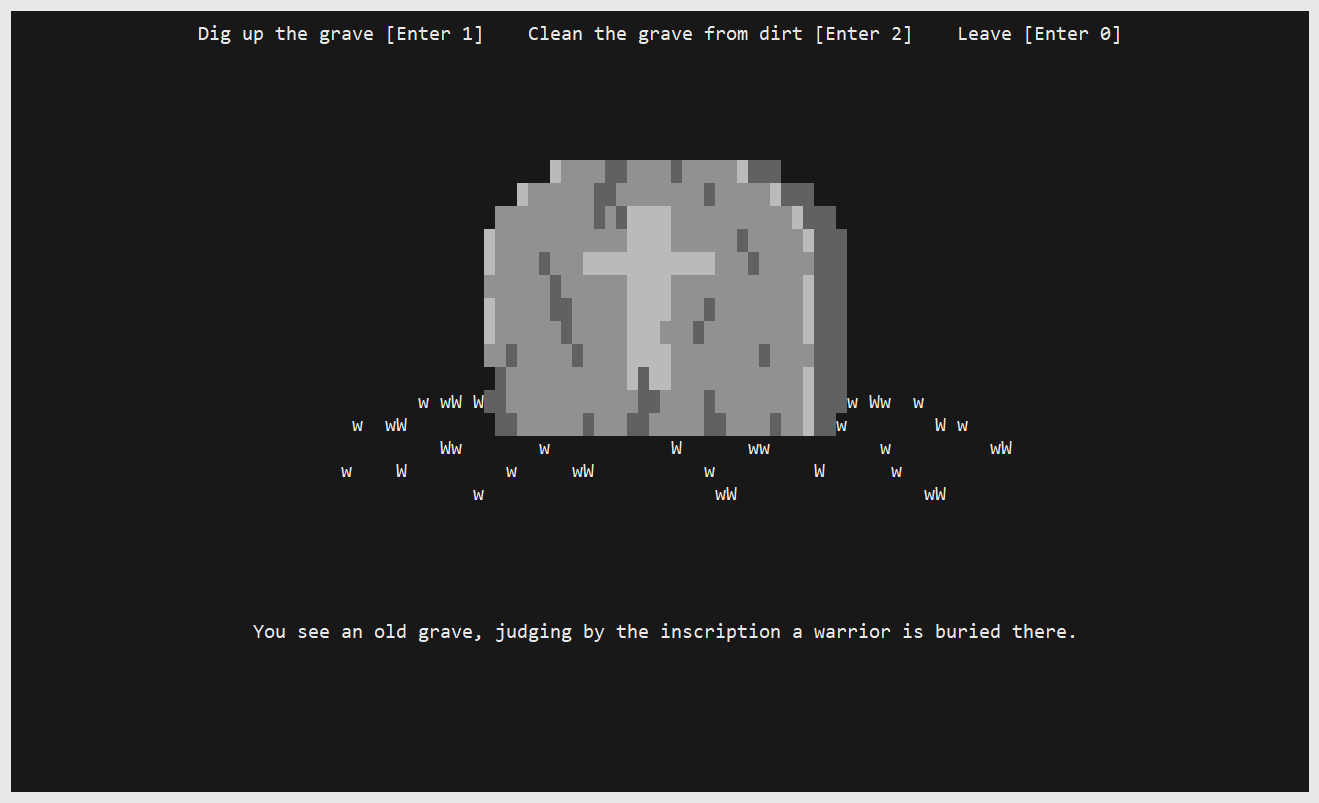 Dig up the grave [Enter 1]    Clean the grave from dirt [Enter 2]    Leave [Enter 0]
w wW W w Ww w
w wW w W w
Ww w W ww w wW
w W w wW w W w
w wW wW
You see an old grave, judging by the inscription a warrior is buried there.